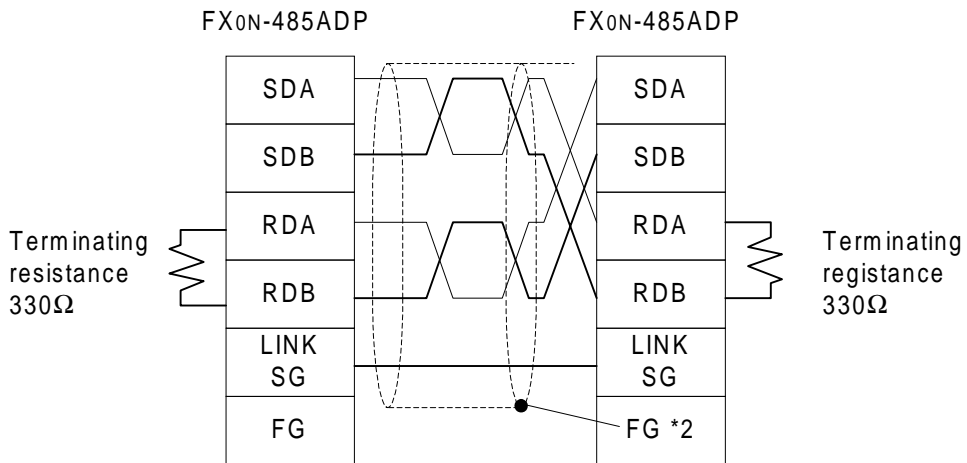 FX0N-485ADP
FX0N-485ADP
SDA
SDA
SDB
SDB
Terminating
resistance
330Ω
RDA
RDA
Terminating
registance
330Ω
RDB
RDB
LINK
SG
LINK
SG
FG
FG *2